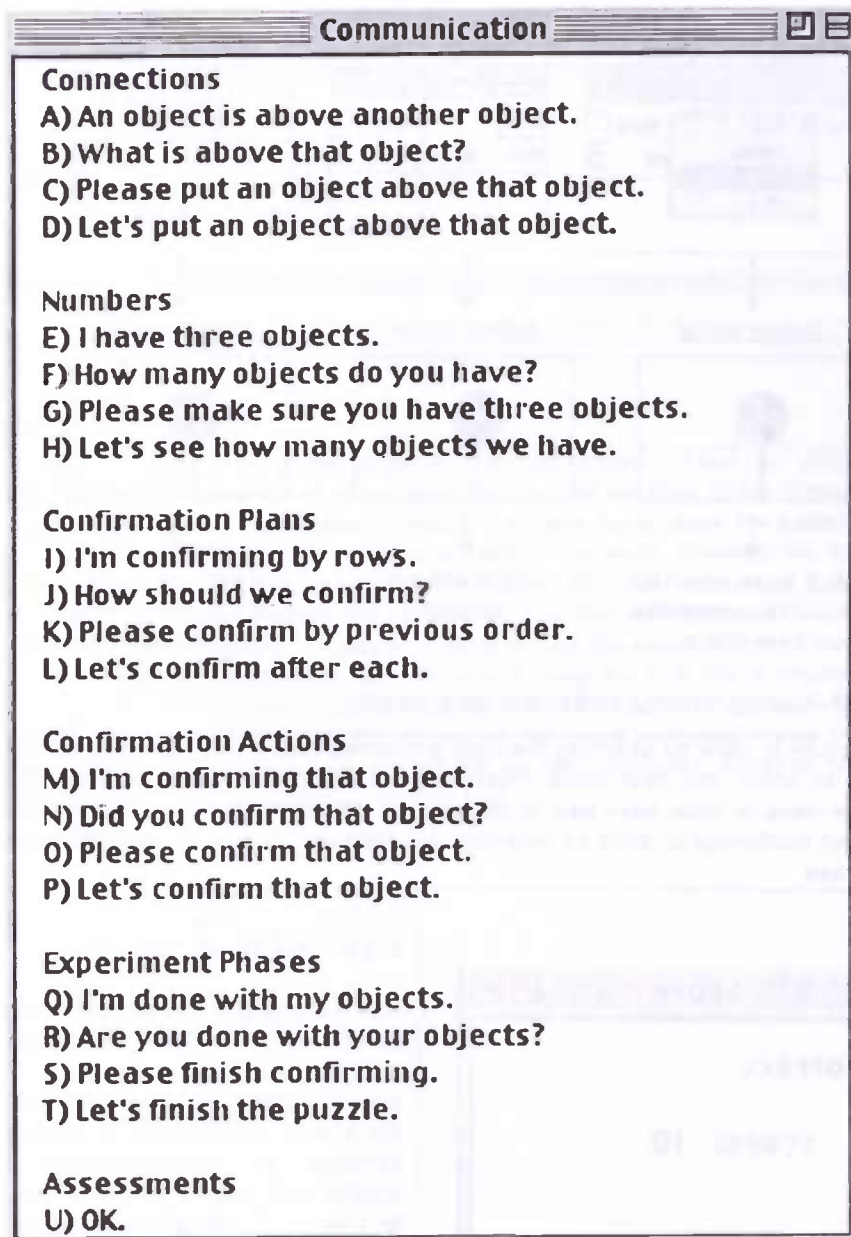 Communication
Connections
A) An object is above another object.
B) What is above that object?
C) Please put an object above that object.
D) Let's put an object above that object.
Numbers
E) I have three objects.
F) How many objects do you have?
G) Please make sure you have three objects.
H) Let's see how many objects we have.
Confirmation Plans
I) I'm confirming by rows.
J) How should we confirm?
K) Please confirm by previous order.
L) Let's confirm after each.
Confirmation Actions
M) I'm confirming that object.
N) Did you confirm that object?
O) Please confirm that object.
P) Let's confirm that object.
Experiment Phases
Q) I'm done with my objects.
R) Are you done with your objects?
S) Please finish confirming.
T) Let's finish the puzzle.
Assessments
U) OK.